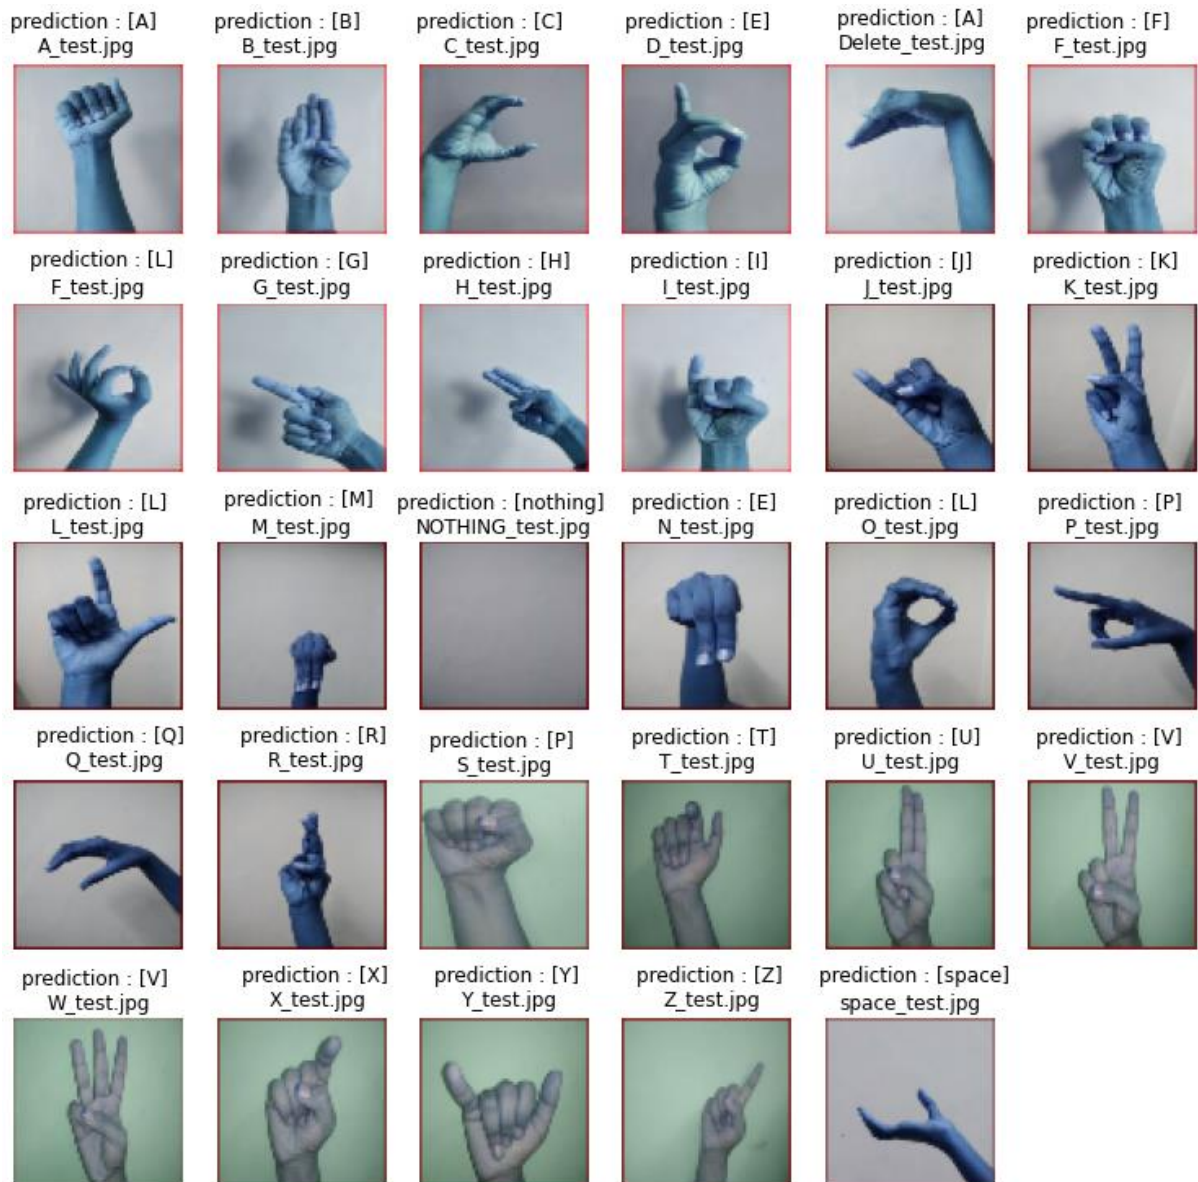 prediction : [A]
A_test.jpg
prediction : [B]
B_test.jpg
prediction : [C]
C_test.jpg
prediction : [E]
D_test.jpg
prediction : [A]
Delete_test.jpg
prediction : [F]
F_test.jpg
prediction : [L]
F_test.jpg
prediction : [G]
G_test.jpg
prediction : [H]
H_test.jpg
prediction : [I]
I_test.jpg
prediction : [J]
J_test.jpg
prediction : [K]
K_test.jpg
prediction : [L]
L_test.jpg
prediction : [M]
M_test.jpg
prediction : [nothing]
NOTHING_test.jpg
prediction : [E]
N_test.jpg
prediction : [L]
O_test.jpg
prediction : [P]
P_test.jpg
prediction : [Q]
Q_test.jpg
prediction : [R]
R_test.jpg
prediction : [P]
S_test.jpg
prediction : [T]
T_test.jpg
prediction : [U]
U_test.jpg
prediction : [V]
V_test.jpg
prediction : [V]
W_test.jpg
prediction : [X]
X_test.jpg
prediction : [Y]
Y_test.jpg
prediction : [Z]
Z_test.jpg
prediction : [space]
space_test.jpg